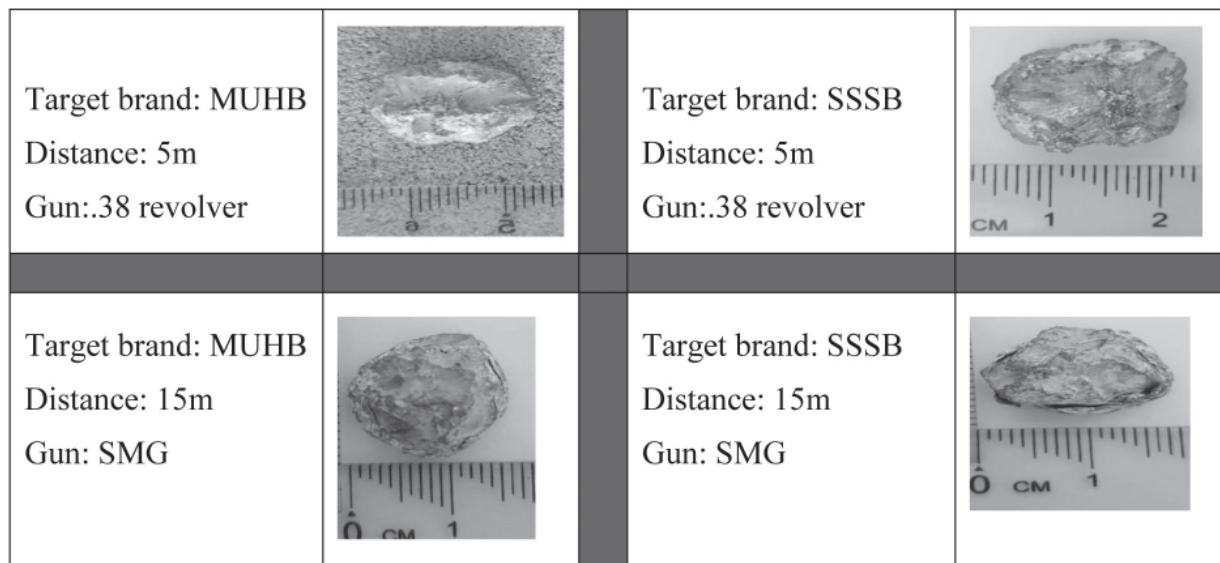 Target brand: MUHB
Distance: 5m
Gun:.38 revolver
6 5
Target brand: SSSB
Distance: 5m
Gun:.38 revolver
CM 1 2
Target brand: MUHB
Distance: 15m
Gun: SMG
0 CM 1
Target brand: SSSB
Distance: 15m
Gun: SMG
0 CM 1